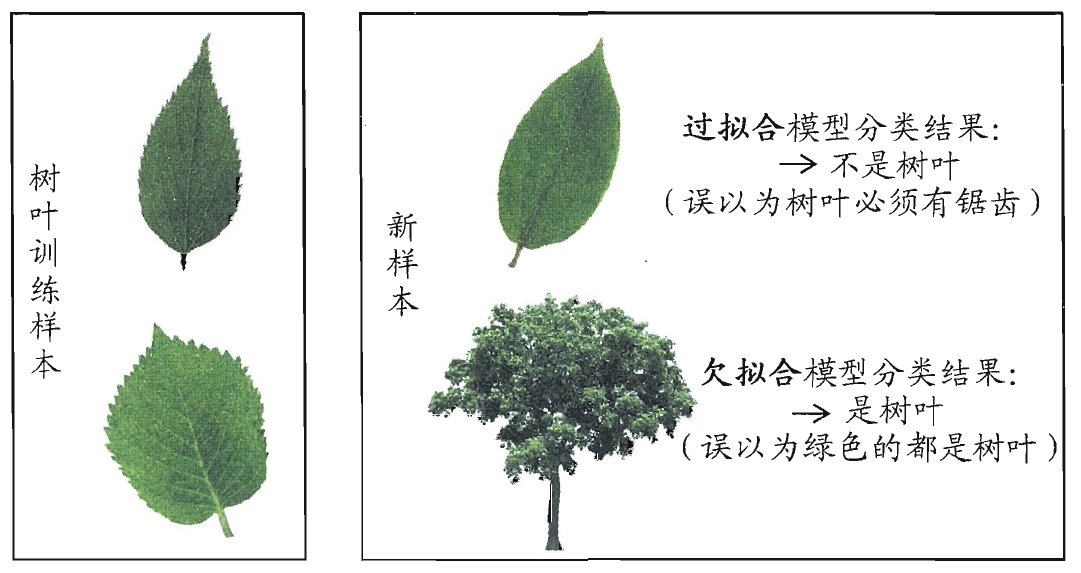 树叶训练样本
新样本
过拟合模型分类结果：
→ 不是树叶
（误以为树叶必须有锯齿）
欠拟合模型分类结果：
→ 是树叶
（误以为绿色的都是树叶）